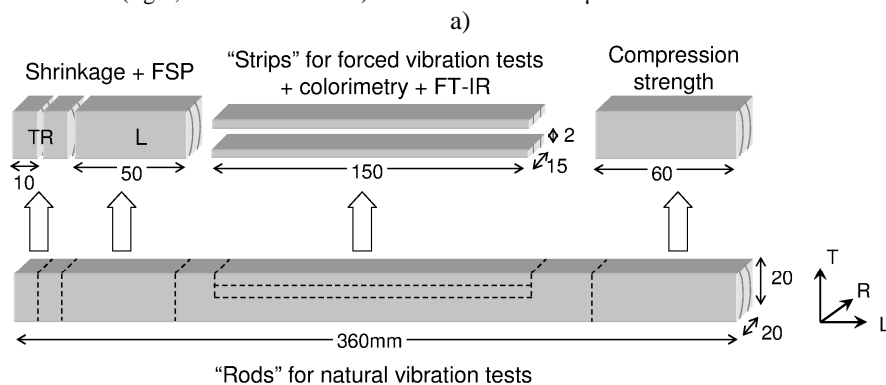 a)
Shrinkage + FSP
“Strips” for forced vibration tests
+ colorimetry + FT-IR
Compression
strength
TR
L
2
15
10
50
150
60
T
R
L
20
20
360mm
“Rods” for natural vibration tests